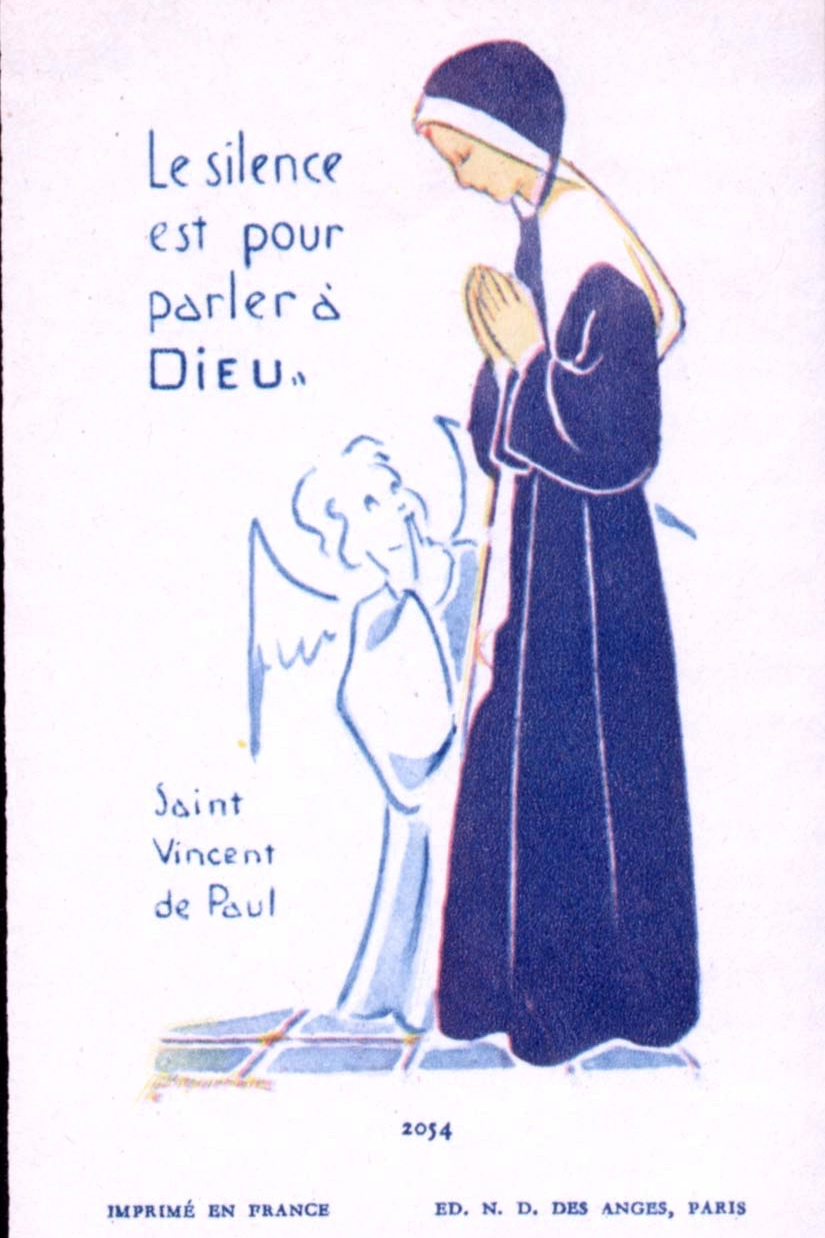 Le silence
est pour
parler à
DiEU„
Saint
Vincent
de Paul
2054
IMPRIMÉ EN FRANCE
ED. N. D. DES ANGES, PARIS